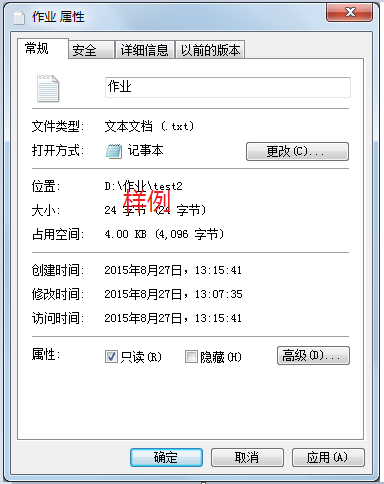 作业 属性
常规 安全 详细信息 以前的版本
作业
文件类型: 文本文档 (.txt)
打开方式: 记事本 更改(C)...
位置: D:\作业\test2
样例
大小: 24 字节 (24 字节)
占用空间: 4.00 KB (4,096 字节)
创建时间: 2015年8月27日, 13:15:41
修改时间: 2015年8月27日, 13:07:35
访问时间: 2015年8月27日, 13:15:41
属性: 只读(R) 隐藏(H) 高级(D)...
确定 取消 应用(A)